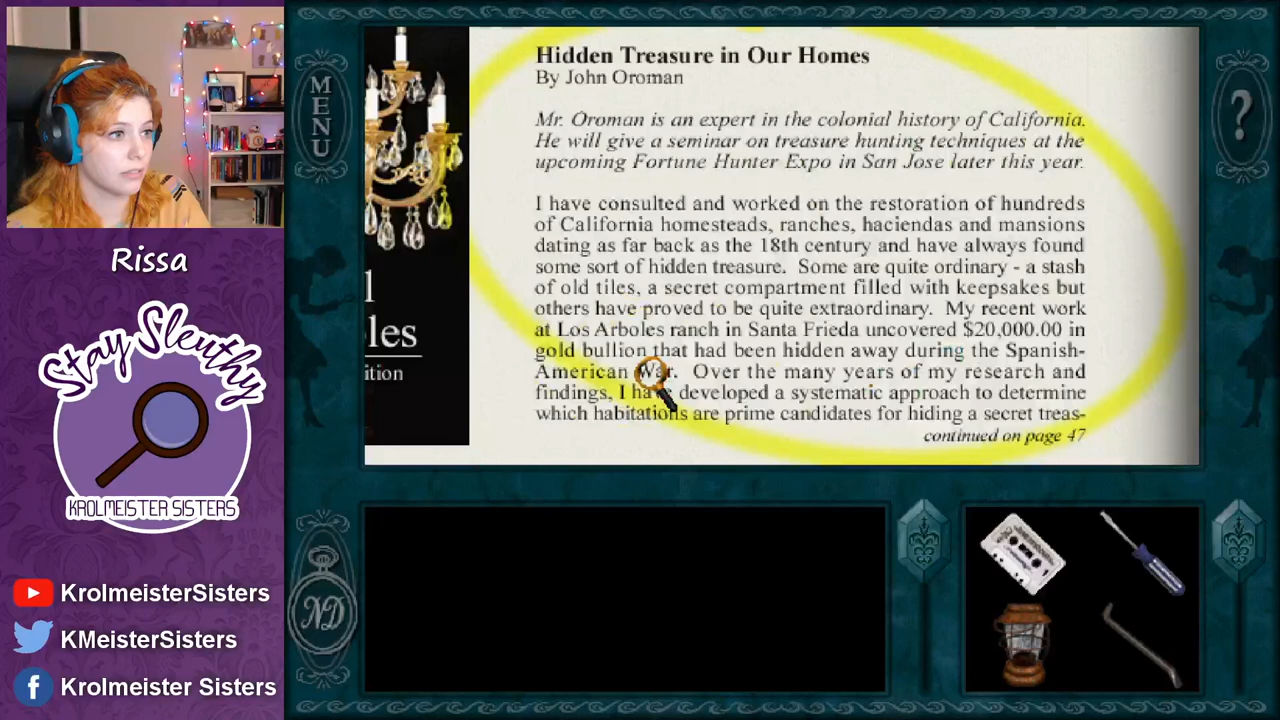 Rissa
Stay Sleuthy
KROLMEISTER SISTERS
KrolmeisterSisters
KMeisterSisters
f Krolmeister Sisters
MENU
ND
?
l
les
ition
Hidden Treasure in Our Homes
By John Oroman
Mr. Oroman is an expert in the colonial history of California.
He will give a seminar on treasure hunting techniques at the
upcoming Fortune Hunter Expo in San Jose later this year.
I have consulted and worked on the restoration of hundreds
of California homesteads, ranches, haciendas and mansions
dating as far back as the 18th century and have always found
some sort of hidden treasure. Some are quite ordinary - a stash
of old tiles, a secret compartment filled with keepsakes but
others have proved to be quite extraordinary. My recent work
at Los Arboles ranch in Santa Frieda uncovered $20,000.00 in
gold bullion that had been hidden away during the Spanish-
American War. Over the many years of my research and
findings, I have developed a systematic approach to determine
which habitations are prime candidates for hiding a secret treas-
continued on page 47